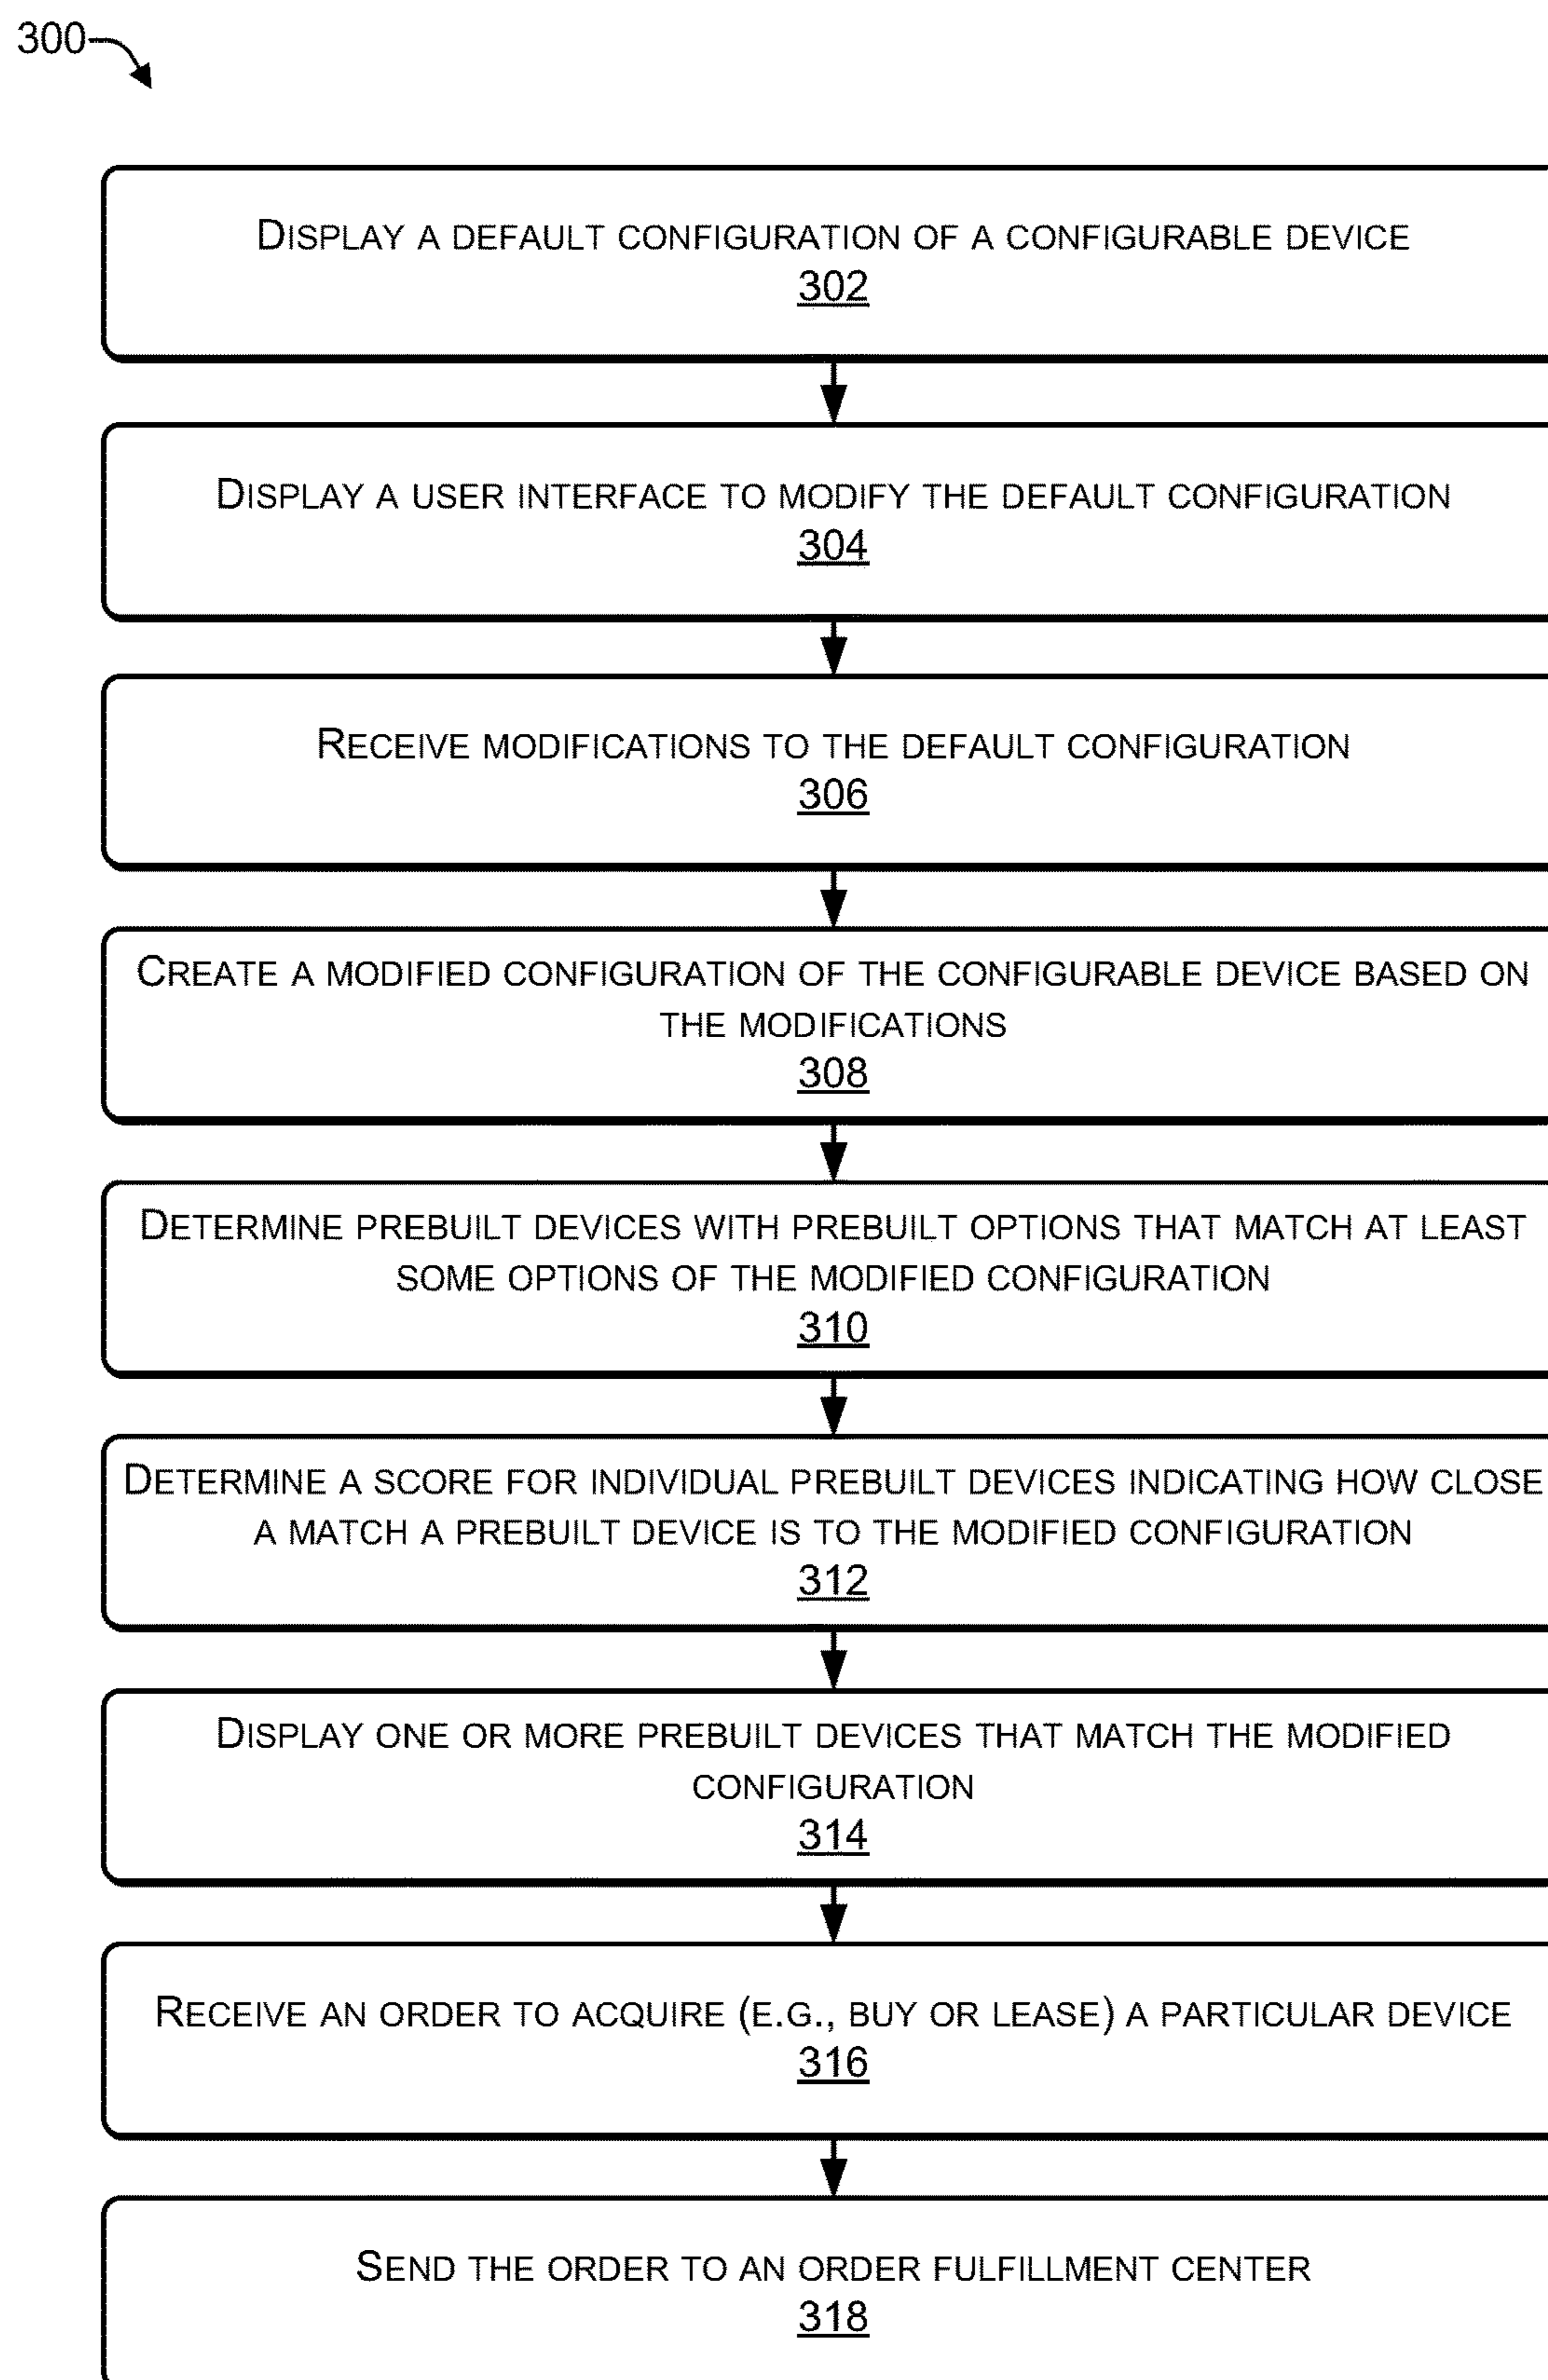 300
DISPLAY A DEFAULT CONFIGURATION OF A CONFIGURABLE DEVICE
302
DISPLAY A USER INTERFACE TO MODIFY THE DEFAULT CONFIGURATION
304
RECEIVE MODIFICATIONS TO THE DEFAULT CONFIGURATION
306
CREATE A MODIFIED CONFIGURATION OF THE CONFIGURABLE DEVICE BASED ON
THE MODIFICATIONS
308
DETERMINE PREBUILT DEVICES WITH PREBUILT OPTIONS THAT MATCH AT LEAST
SOME OPTIONS OF THE MODIFIED CONFIGURATION
310
DETERMINE A SCORE FOR INDIVIDUAL PREBUILT DEVICES INDICATING HOW CLOSE
A MATCH A PREBUILT DEVICE IS TO THE MODIFIED CONFIGURATION
312
DISPLAY ONE OR MORE PREBUILT DEVICES THAT MATCH THE MODIFIED
CONFIGURATION
314
RECEIVE AN ORDER TO ACQUIRE (E.G., BUY OR LEASE) A PARTICULAR DEVICE
316
SEND THE ORDER TO AN ORDER FULFILLMENT CENTER
318